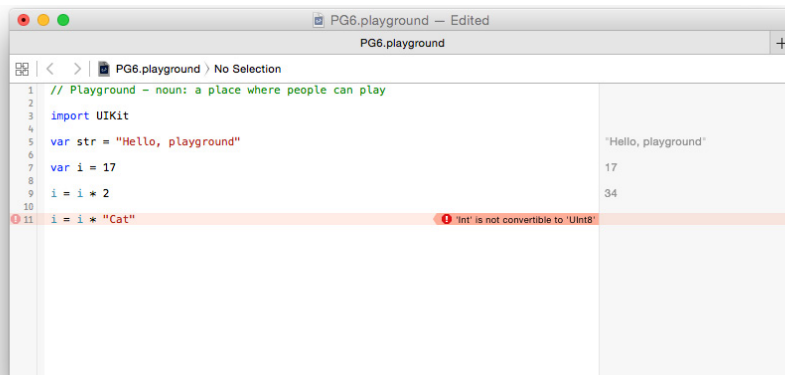 PG6.playground — Edited
PG6.playground
+
PG6.playground 〉 No Selection
1 // Playground – noun: a place where people can play
2
3 import UIKit
4
5 var str = "Hello, playground" "Hello, playground"
6
7 var i = 17 17
8
9 i = i * 2 34
10
11 i = i * "Cat" 'Int' is not convertible to 'UInt8'